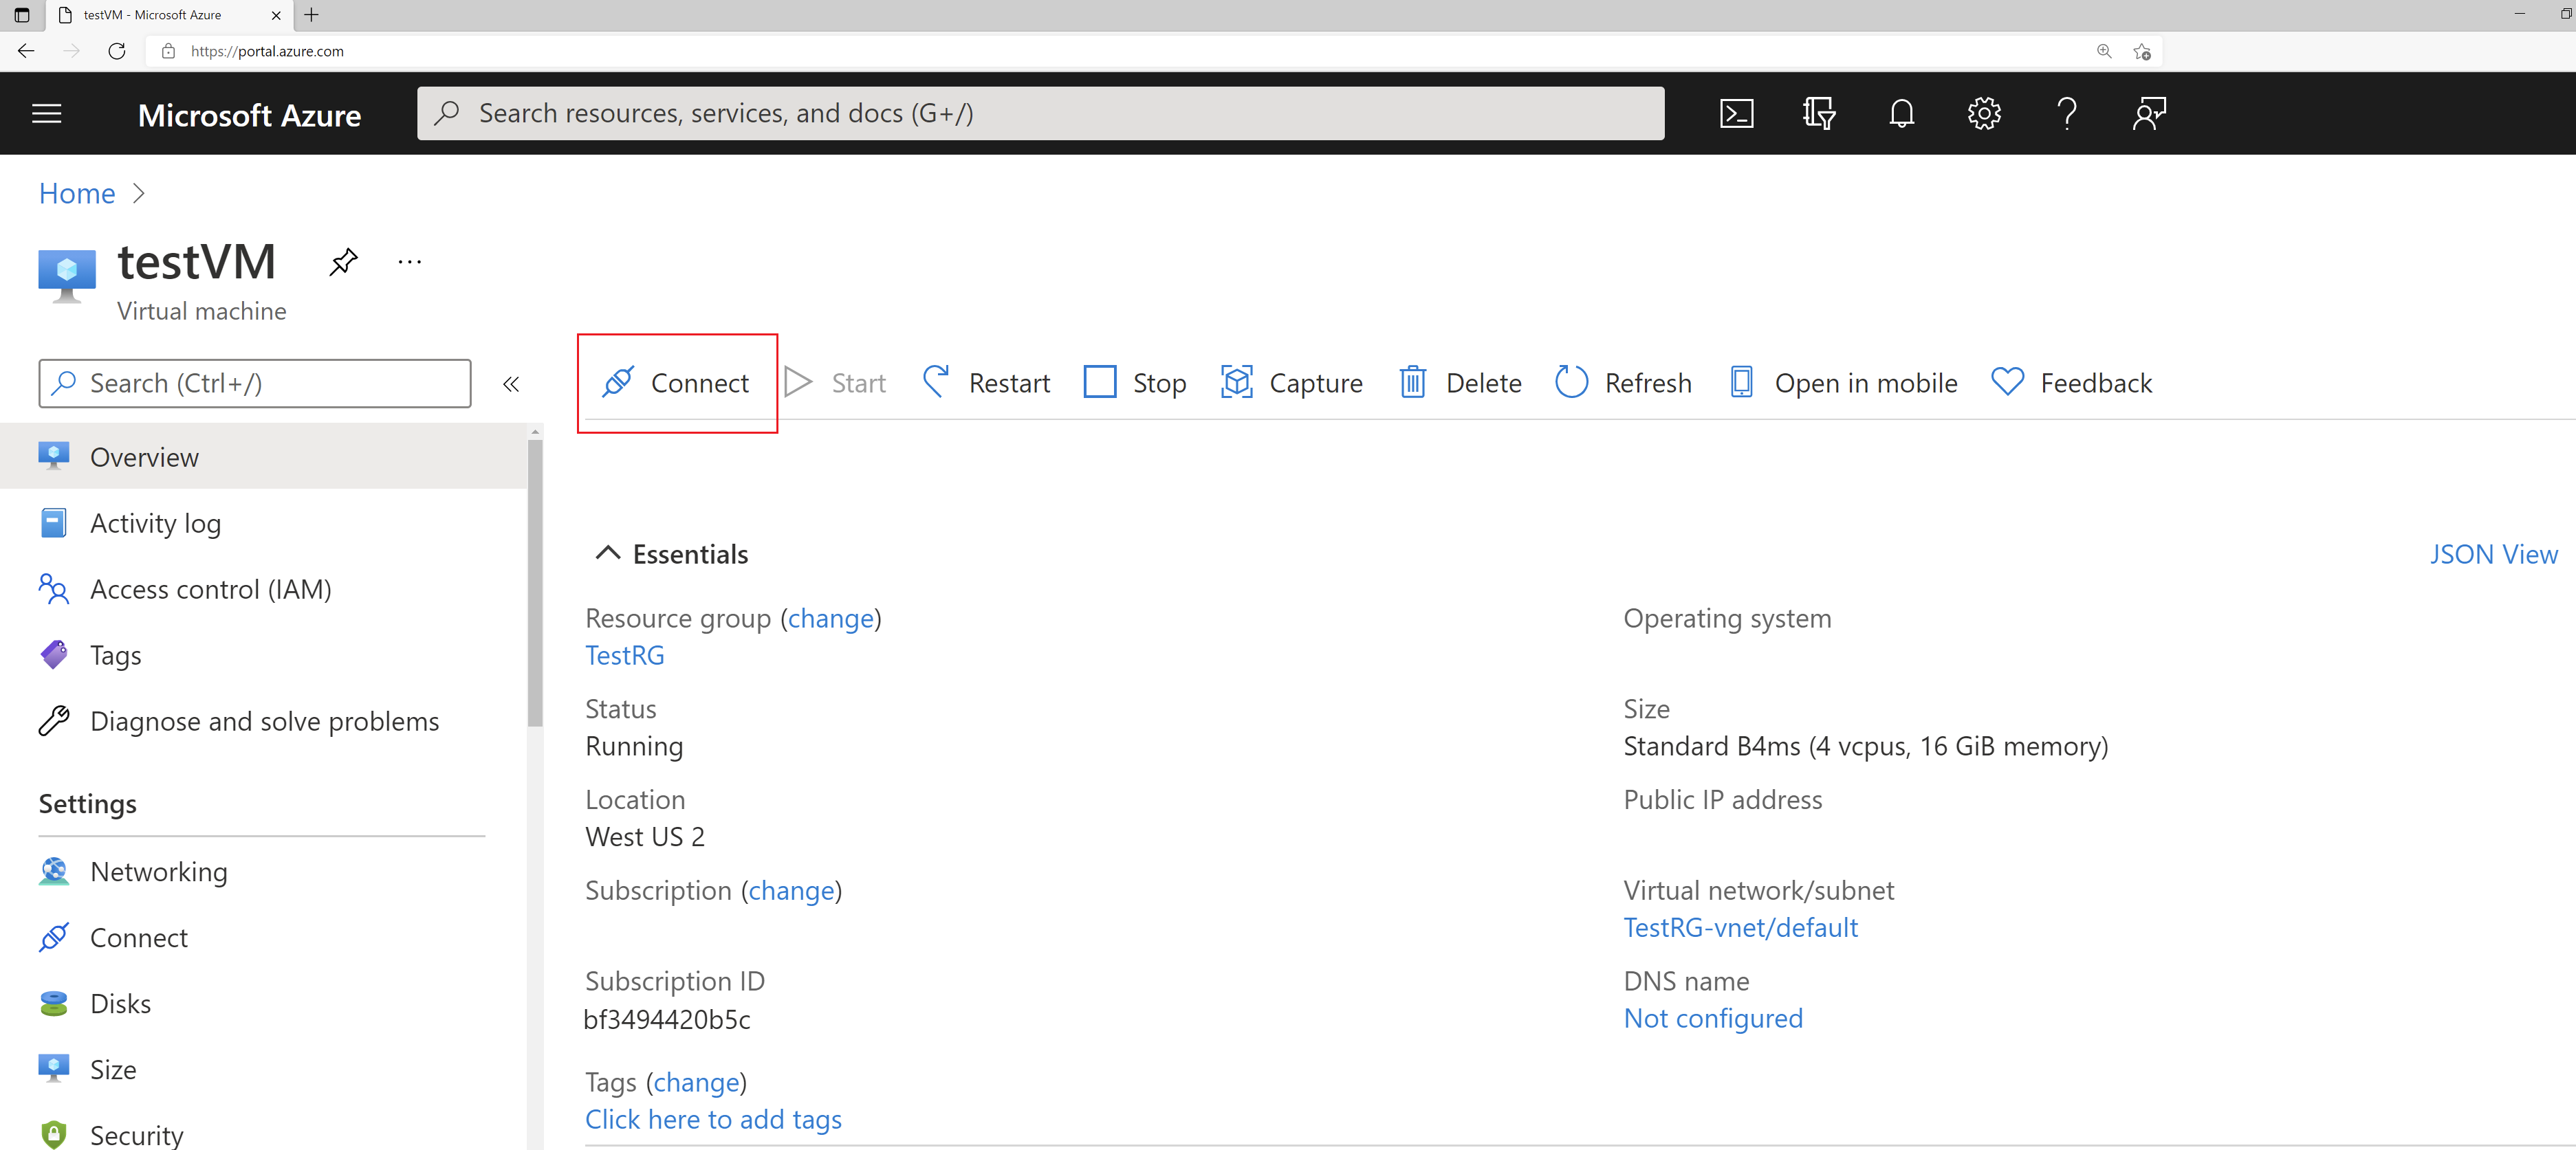 testVM - Microsoft Azure
https://portal.azure.com
Microsoft Azure
Search resources, services, and docs (G+/)
Home
testVM
Virtual machine
Search (Ctrl+/)
Connect
Start
Restart
Stop
Capture
Delete
Refresh
Open in mobile
Feedback
Overview
Activity log
Access control (IAM)
Tags
Diagnose and solve problems
Settings
Networking
Connect
Disks
Size
Security
Essentials
JSON View
Resource group (change)
TestRG
Status
Running
Location
West US 2
Subscription (change)
Subscription ID
bf3494420b5c
Tags (change)
Click here to add tags
Operating system
Size
Standard B4ms (4 vcpus, 16 GiB memory)
Public IP address
Virtual network/subnet
TestRG-vnet/default
DNS name
Not configured